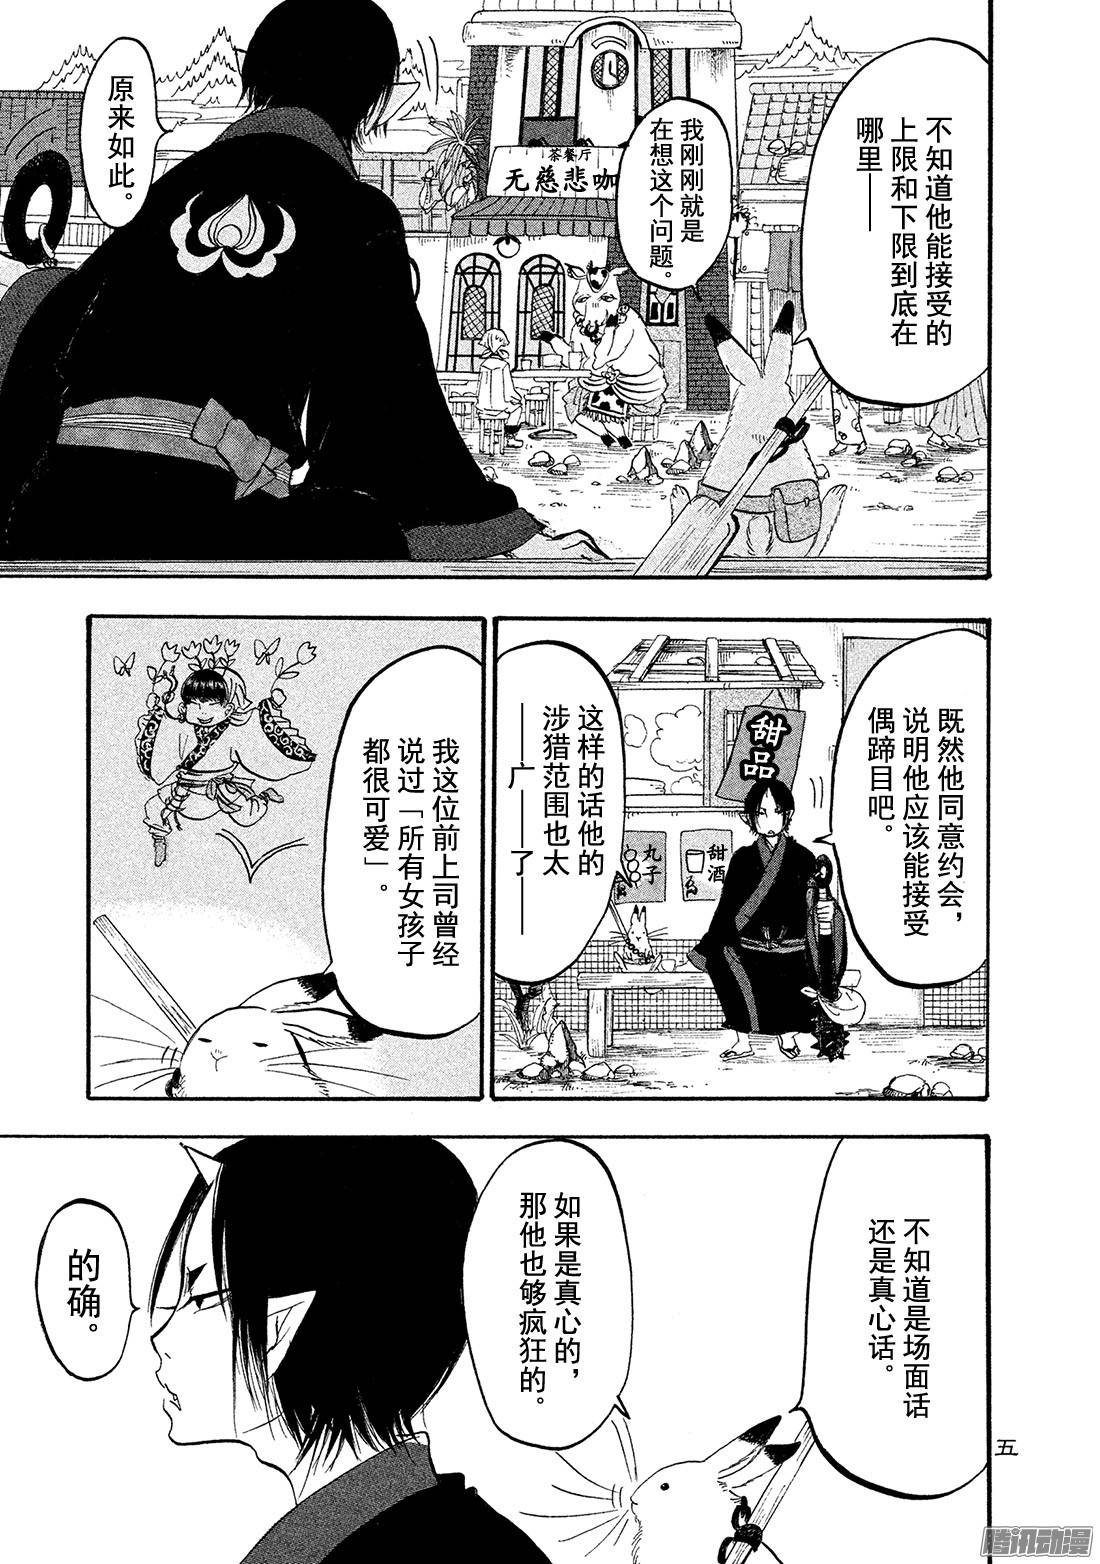 不知道他能接受的
上限和下限到底在
哪里——
我刚刚就是
在想这个问
题。
茶餐厅
无慈悲咖
原来如此。
既然他同意约会，
说明他应该能接受
偶蹄目吧。
甜品
甜酒
丸子
这样的话他的
涉猎范围也太
——广——了——
我这位前上司曾经
说过「所有女孩子
都很可爱」。
不知道是场面话
还是真心话。
如果是真心的，
那他也够疯狂的。
的确。
五
腾讯动漫